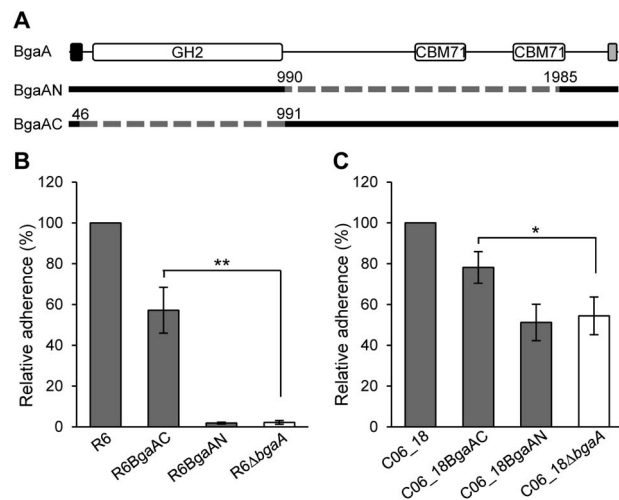 A
BgaA
GH2
CBM71
CBM71
BgaAN
990
1985
BgaAC
46
991
B
C
Relative adherence (%)
120
100
80
60
40
20
0
**
R6
R6BgaAC
R6BgaAN
R6ΔbgaA
Relative adherence (%)
120
100
80
60
40
20
0
*
C06_18
C06_18BgaAC
C06_18BgaAN
C06_18ΔbgaA